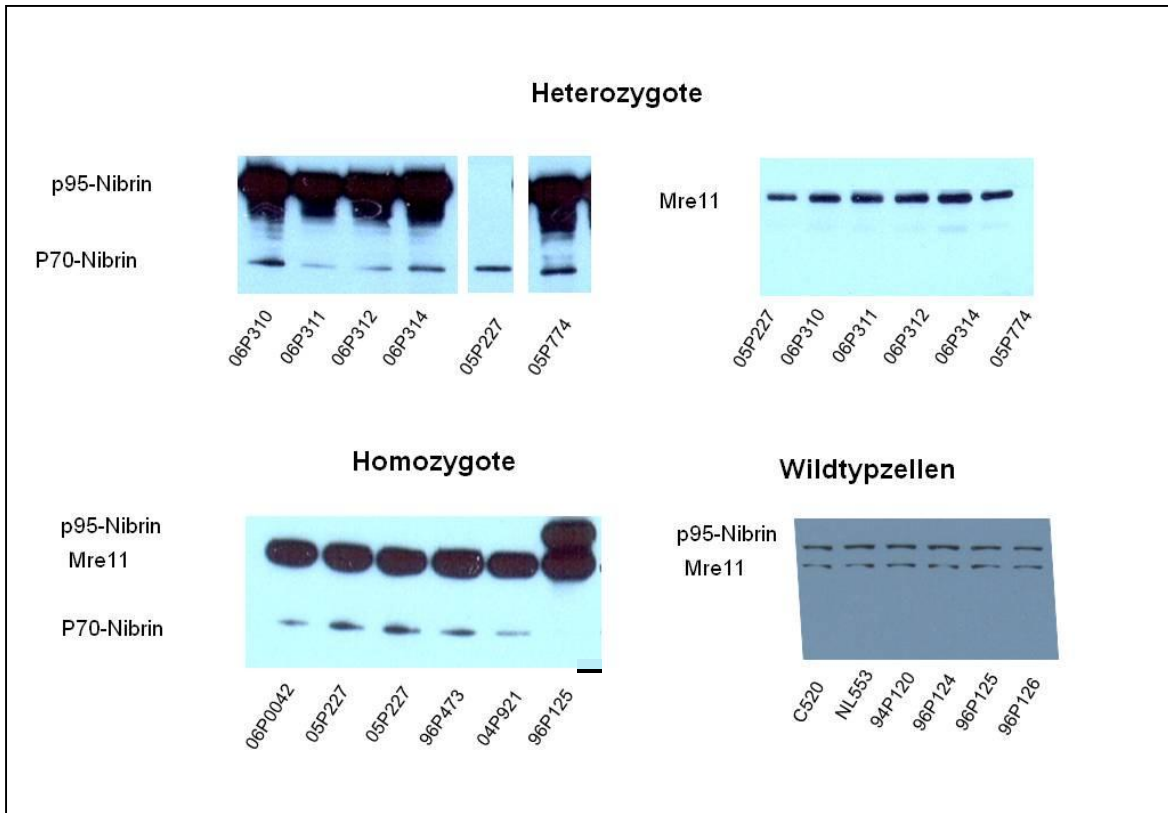 Heterozygote
p95-Nibrin
P70-Nibrin
06P310
06P311
06P312
06P314
05P227
05P774
Mre11
05P227
06P310
06P311
06P312
06P314
05P774
Homozygote
p95-Nibrin
Mre11
P70-Nibrin
06P0042
05P227
05P227
96P473
04P921
96P125
Wildtypzellen
p95-Nibrin
Mre11
C520
NL553
94P120
96P124
96P125
96P126